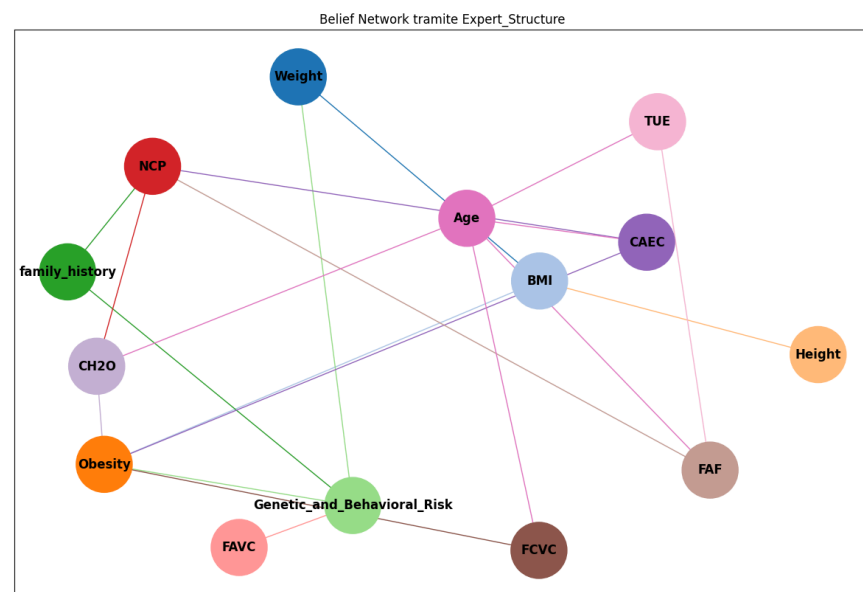 Belief Network tramite Expert_Structure
Weight
TUE
NCP
Age
CAEC
family_history
BMI
Height
CH2O
Obesity
FAF
Genetic_and_Behavioral_Risk
FAVC
FCVC